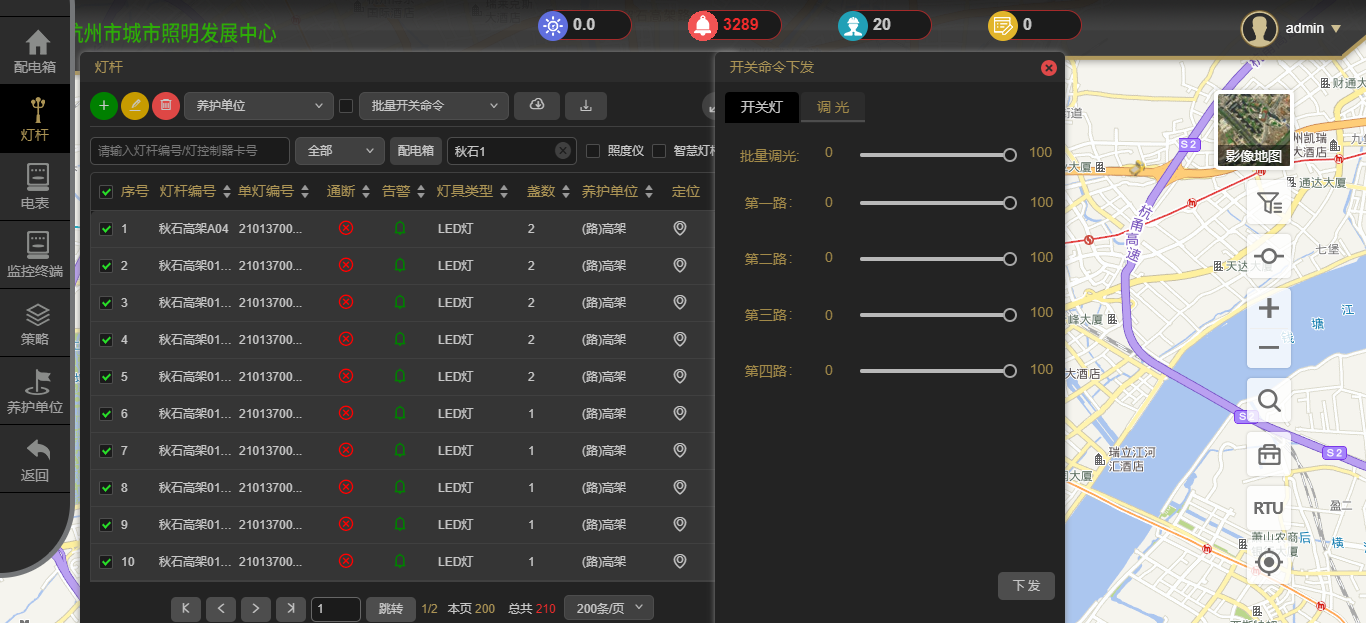 杭州市城市照明发展中心
0.0
3289
20
0
admin
配电箱
灯杆
电表
监控终端
策略
养护单位
返回
灯杆
养护单位
批量开关命令
请输入灯杆编号/灯控制器卡号
全部
配电箱
秋石1
照度仪
智慧灯杆
序号 灯杆编号 单灯编号 通断 告警 灯具类型 盏数 养护单位 定位
1 秋石高架A04 21013700... LED灯 2 (路)高架
2 秋石高架01... 21013700... LED灯 2 (路)高架
3 秋石高架01... 21013700... LED灯 2 (路)高架
4 秋石高架01... 21013700... LED灯 2 (路)高架
5 秋石高架01... 21013700... LED灯 2 (路)高架
6 秋石高架01... 21013700... LED灯 1 (路)高架
7 秋石高架01... 21013700... LED灯 1 (路)高架
8 秋石高架01... 21013700... LED灯 1 (路)高架
9 秋石高架01... 21013700... LED灯 1 (路)高架
10 秋石高架01... 21013700... LED灯 1 (路)高架
1 跳转 1/2 本页 200 总共 210 200条/页
开关命令下发
开关灯 调光
批量调光: 0 100
第一路: 0 100
第二路: 0 100
第三路: 0 100
第四路: 0 100
下发
影像地图
RTU
街道
S2
杭甬高速
通达大厦
七堡
天达
峰大厦
江
塘
钱
大酒店
S2
S2
瑞立江河
汇酒店
大厦
盈二
萧山农商
后
横